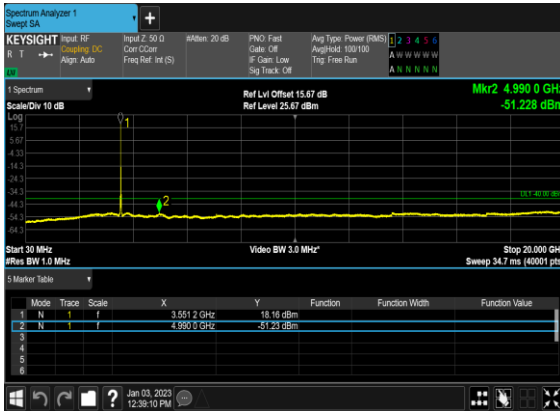 Spectrum Analyzer 1
Swept SA
+
KEYSIGHT Input: RF Input Z: 50 Ω #Atten: 20 dB PNO: Fast Avg Type: Power (RMS) 1 2 3 4 5 6
R T Coupling: DC Corr CCorr Gate: Off Avg|Hold: 100/100 A W W W W W
Align: Auto Freq Ref: Int (S) IF Gain: Low Trig: Free Run
Sig Track: Off A N N N N N
1 Spectrum Ref Lvl Offset 15.67 dB Mkr2 4.990 0 GHz
Scale/Div 10 dB Ref Level 25.67 dBm -51.228 dBm
Log
15.7
5.67
-4.33
-14.3
-24.3
-34.3
-44.3
-54.3
-64.3
1
2
DL1 -40.00 dBm
Start 30 MHz Video BW 3.0 MHz* Stop 20.000 GHz
#Res BW 1.0 MHz Sweep 34.7 ms (40001 pts)
5 Marker Table
Mode Trace Scale X Y Function Function Width Function Value
1 N 1 f 3.551 2 GHz 18.16 dBm
2 N 1 f 4.990 0 GHz -51.23 dBm
3
4
5
6
? Jan 03, 2023
12:39:10 PM